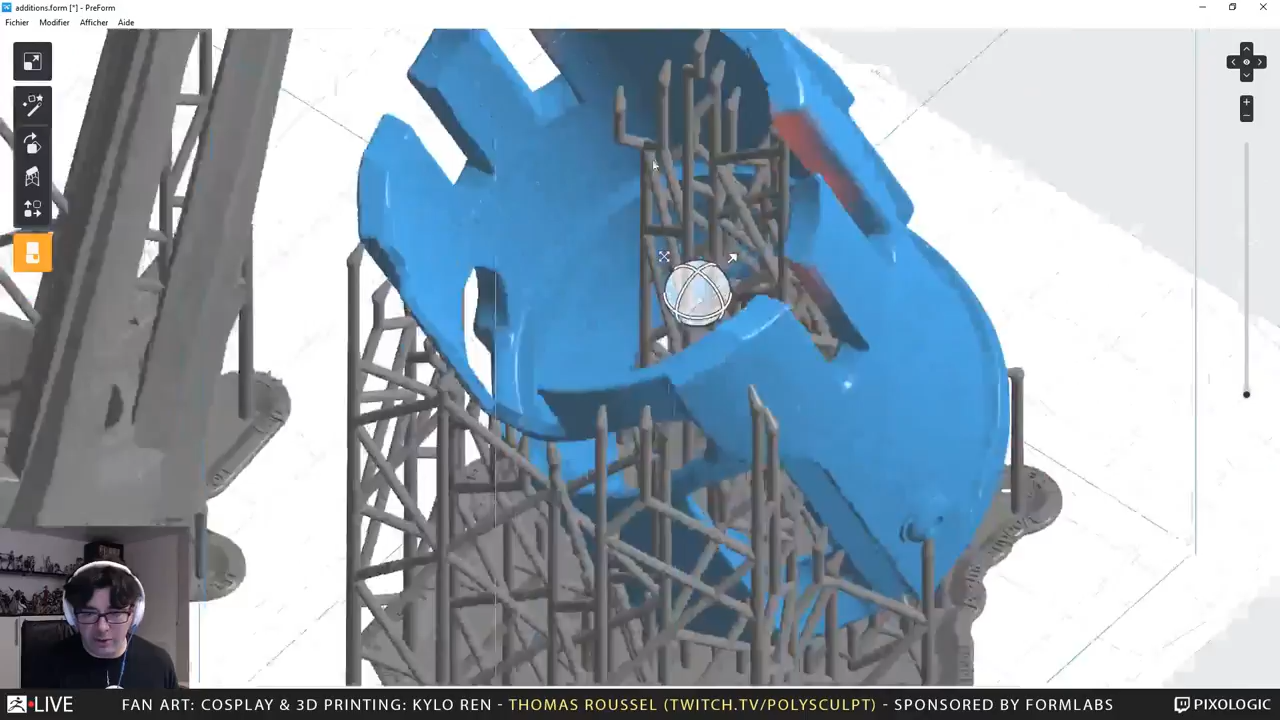 additions.form [*] - PreForm
Fichier Modifier Afficher Aide
LIVE
FAN ART: COSPLAY & 3D PRINTING: KYLO REN - THOMAS ROUSSEL (TWITCH.TV/POLYSCULPT) - SPONSORED BY FORMLABS
PIXOLOGIC